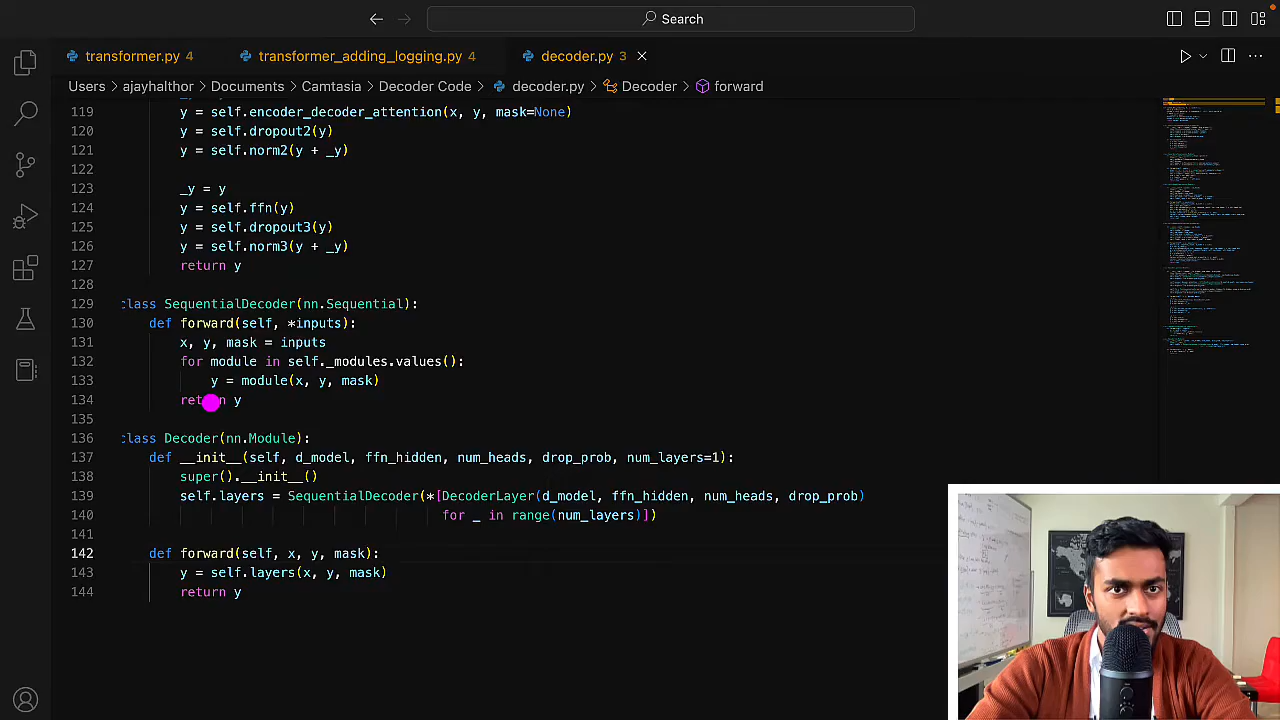 Search
transformer.py 4
transformer_adding_logging.py 4
decoder.py 3
Users > ajayhalthor > Documents > Camtasia > Decoder Code > decoder.py > Decoder > forward
119 y = self.encoder_decoder_attention(x, y, mask=None)
120 y = self.dropout2(y)
121 y = self.norm2(y + _y)
122
123 _y = y
124 y = self.ffn(y)
125 y = self.dropout3(y)
126 y = self.norm3(y + _y)
127 return y
128
129 class SequentialDecoder(nn.Sequential):
130 def forward(self, *inputs):
131 x, y, mask = inputs
132 for module in self._modules.values():
133 y = module(x, y, mask)
134 return y
135
136 class Decoder(nn.Module):
137 def __init__(self, d_model, ffn_hidden, num_heads, drop_prob, num_layers=1):
138 super().__init__()
139 self.layers = SequentialDecoder(*[DecoderLayer(d_model, ffn_hidden, num_heads, drop_prob)
140 for _ in range(num_layers)])
141
142 def forward(self, x, y, mask):
143 y = self.layers(x, y, mask)
144 return y